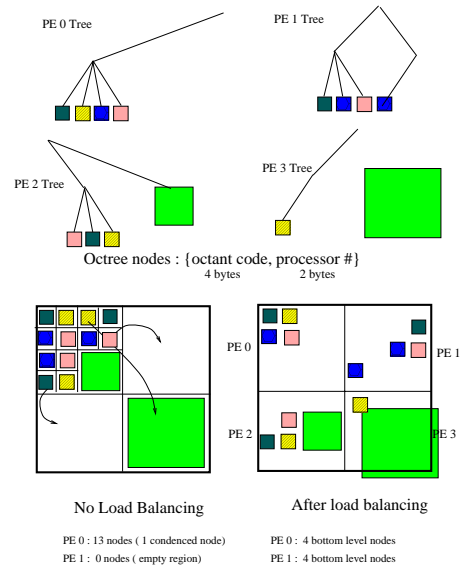 PE 0 Tree
PE 1 Tree
PE 2 Tree
PE 3 Tree
Octree nodes : {octant code, processor #}
4 bytes 2 bytes
PE 0
PE 1
PE 2
PE 3
No Load Balancing
After load balancing
PE 0 : 13 nodes ( 1 condenced node)
PE 0 : 4 bottom level nodes
PE 1 : 0 nodes ( empty region)
PE 1 : 4 bottom level nodes